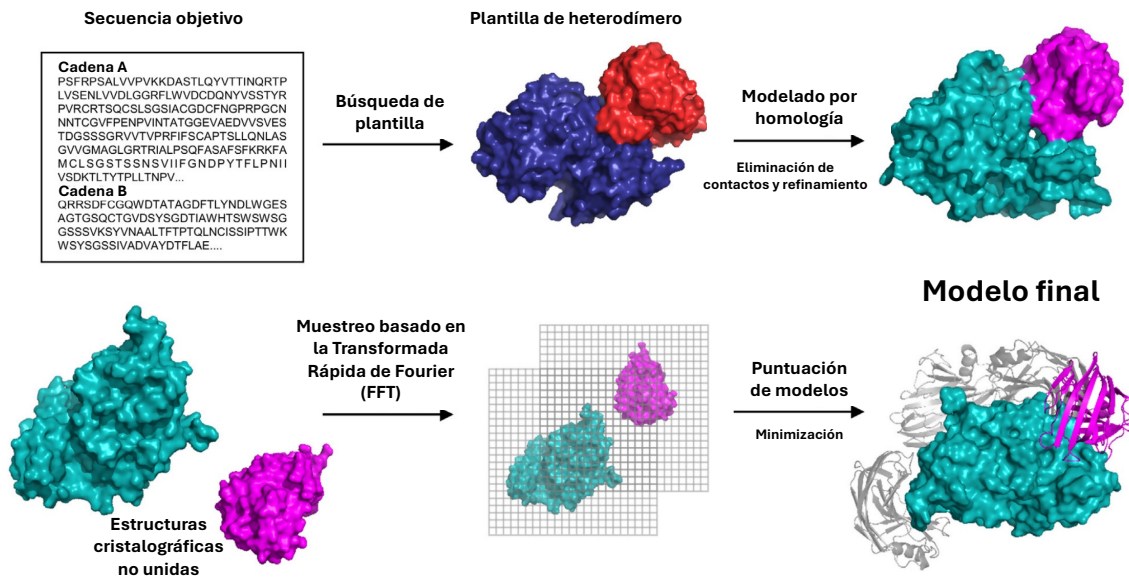 Secuencia objetivo
Cadena A
PSFRPSALVVPVKKDASTLQYVTTINQRTP
LVSENLVVDLGGRFLWVDCDQNYVSSTYR
PVRCRTSQCSLSGSIACGDCFNGPRPGCN
NNTCGVFPENPVINTATGGEVAEDVVSVES
TDGSSSGRVVTVPRFIFSCAPTSLLQNLAS
GVVGMAGLGRTRIALPSQFASAFSFKRKFA
MCLSGSTSSNSVIIFGNDPYTFLPNII
VSDKTLTYTPLLTNPV...
Cadena B
QRRSDFCGQWDTATAGDFTLYNDLWGES
AGTGSQCTGVDSYSGDTIAWHTSWSWSG
GSSSVKSYVNAALTFTPTQLNCISSIPTTWK
WSYSGSSIVADVAYDTFLAE....
Búsqueda de
plantilla
Plantilla de heterodímero
Modelado por
homología
Eliminación de
contactos y refinamiento
Estructuras
cristalográficas
no unidas
Muestreo basado en
la Transformada
Rápida de Fourier
(FFT)
Puntuación
de modelos
Minimización
Modelo final